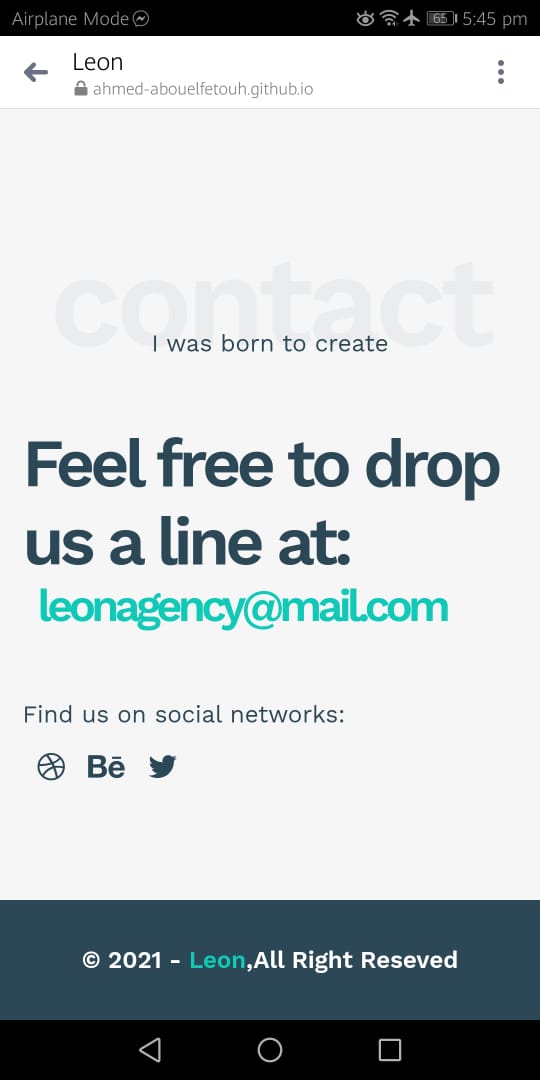 Airplane Mode
65 5:45 pm
Leon
ahmed-abouelfetouh.github.io
contact
I was born to create
Feel free to drop
us a line at:
leonagency@mail.com
Find us on social networks:
Bē
© 2021 - Leon,All Right Reseved